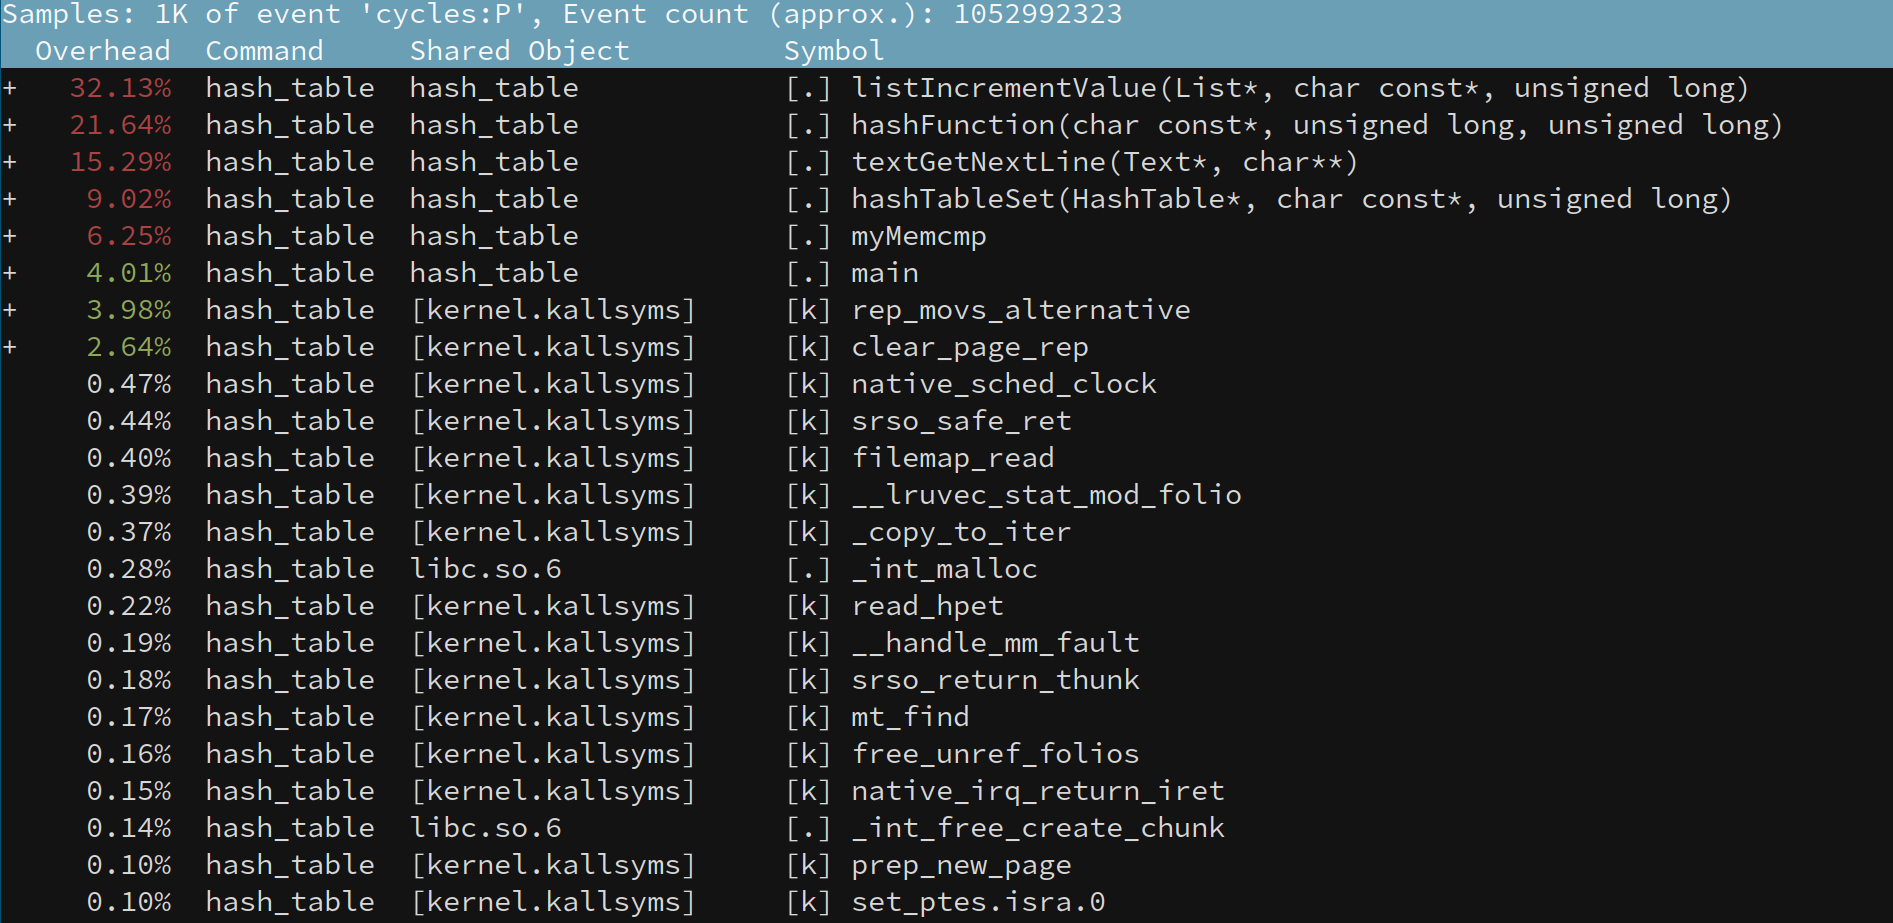 Samples: 1K of event 'cycles:P', Event count (approx.): 1052992323
Overhead  Command  Shared Object  Symbol
+ 32.13% hash_table hash_table [.] listIncrementValue(List*, char const*, unsigned long)
+ 21.64% hash_table hash_table [.] hashFunction(char const*, unsigned long, unsigned long)
+ 15.29% hash_table hash_table [.] textGetNextLine(Text*, char**)
+ 9.02% hash_table hash_table [.] hashTableSet(HashTable*, char const*, unsigned long)
+ 6.25% hash_table hash_table [.] myMemcmp
+ 4.01% hash_table hash_table [.] main
+ 3.98% hash_table [kernel.kallsyms] [k] rep_movs_alternative
+ 2.64% hash_table [kernel.kallsyms] [k] clear_page_rep
0.47% hash_table [kernel.kallsyms] [k] native_sched_clock
0.44% hash_table [kernel.kallsyms] [k] srso_safe_ret
0.40% hash_table [kernel.kallsyms] [k] filemap_read
0.39% hash_table [kernel.kallsyms] [k] __lruvec_stat_mod_folio
0.37% hash_table [kernel.kallsyms] [k] _copy_to_iter
0.28% hash_table libc.so.6 [.] _int_malloc
0.22% hash_table [kernel.kallsyms] [k] read_hpet
0.19% hash_table [kernel.kallsyms] [k] __handle_mm_fault
0.18% hash_table [kernel.kallsyms] [k] srso_return_thunk
0.17% hash_table [kernel.kallsyms] [k] mt_find
0.16% hash_table [kernel.kallsyms] [k] free_unref_folios
0.15% hash_table [kernel.kallsyms] [k] native_irq_return_iret
0.14% hash_table libc.so.6 [.] _int_free_create_chunk
0.10% hash_table [kernel.kallsyms] [k] prep_new_page
0.10% hash_table [kernel.kallsyms] [k] set_ptes.isra.0